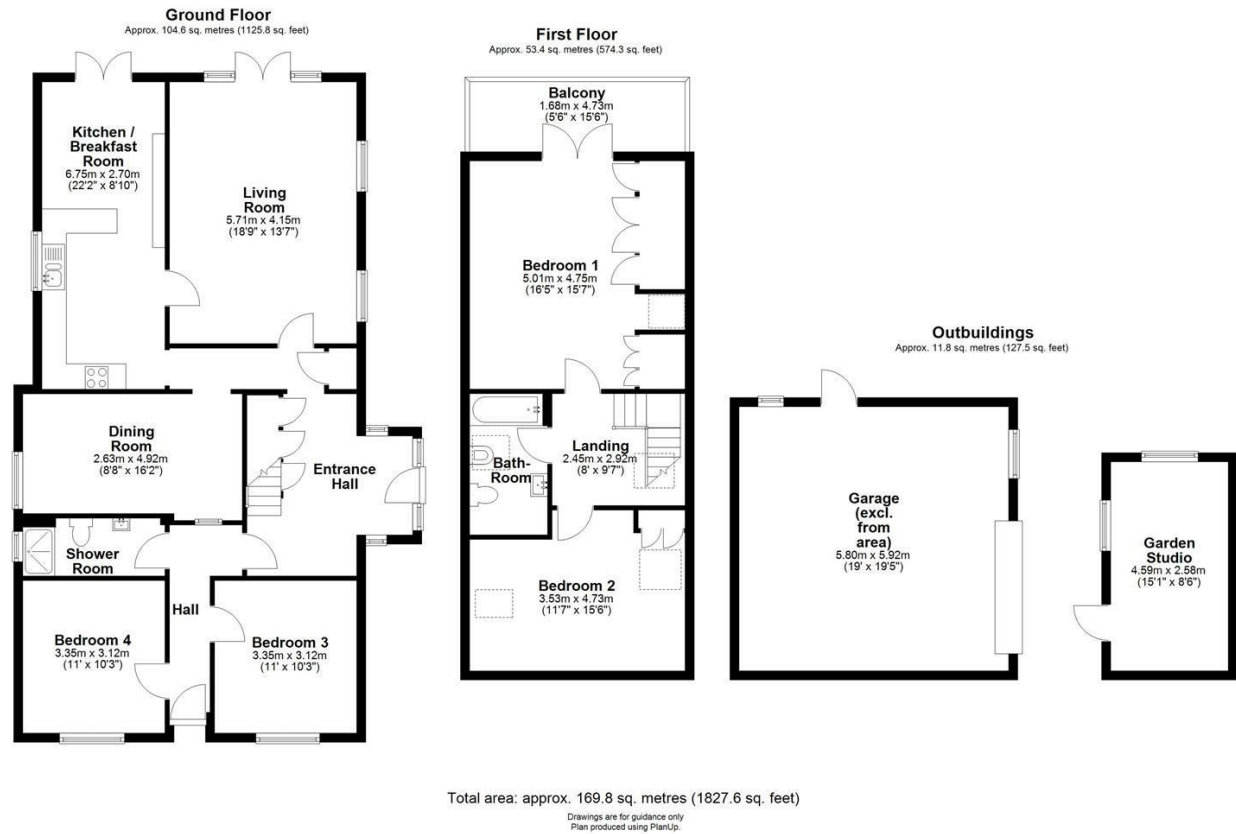 Ground Floor
Approx. 104.6 sq. metres (1125.8 sq. feet)
Kitchen /
Breakfast
Room
6.75m x 2.70m
(22'2" x 8'10")
Living
Room
5.71m x 4.15m
(18'9" x 13'7")
Dining
Room
2.63m x 4.92m
(8'8" x 16'2")
Entrance
Hall
Shower
Room
Hall
Bedroom 4
3.35m x 3.12m
(11' x 10'3")
Bedroom 3
3.35m x 3.12m
(11' x 10'3")
First Floor
Approx. 53.4 sq. metres (574.3 sq. feet)
Balcony
1.68m x 4.73m
(5'6" x 15'6")
Bedroom 1
5.01m x 4.75m
(16'5" x 15'7")
Bath-
Room
Landing
2.45m x 2.92m
(8' x 9'7")
Bedroom 2
3.53m x 4.73m
(11'7" x 15'6")
Outbuildings
Approx. 11.8 sq. metres (127.5 sq. feet)
Garage
(excl.
from
area)
5.80m x 5.92m
(19' x 19'5")
Garden
Studio
4.59m x 2.58m
(15'1" x 8'6")
Total area: approx. 169.8 sq. metres (1827.6 sq. feet)
Drawings are for guidance only
Plan produced using PlanUp.